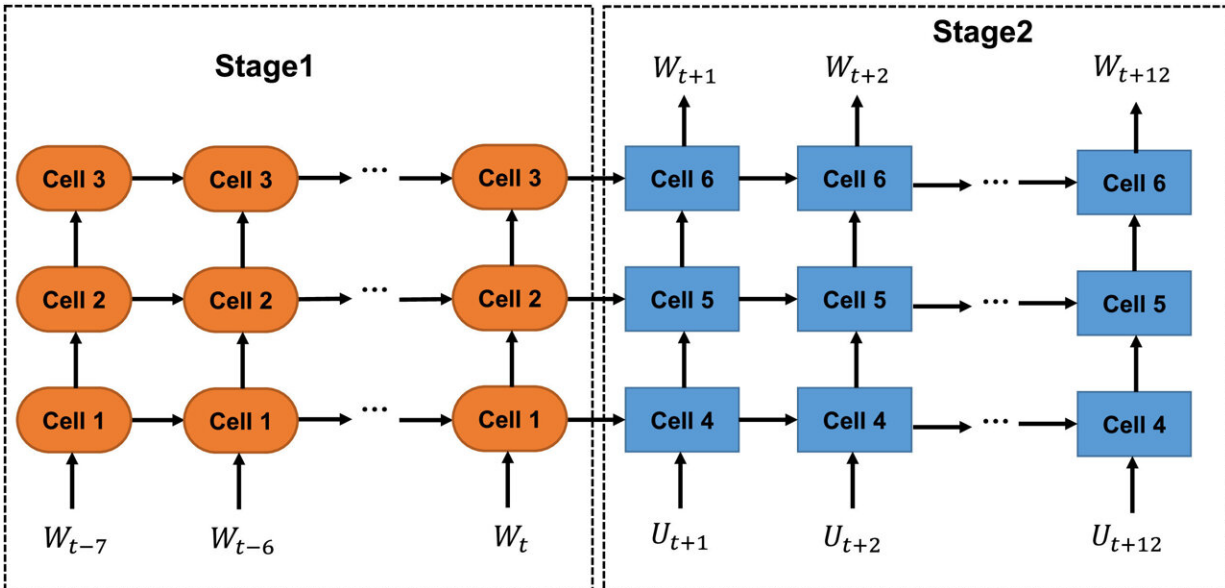 Stage1
Stage2
W_{t+1} W_{t+2} W_{t+12}
Cell 3 Cell 3 ... Cell 3 Cell 6 Cell 6 ... Cell 6
Cell 2 Cell 2 ... Cell 2 Cell 5 Cell 5 ... Cell 5
Cell 1 Cell 1 ... Cell 1 Cell 4 Cell 4 ... Cell 4
W_{t−7} W_{t−6} W_t U_{t+1} U_{t+2} U_{t+12}